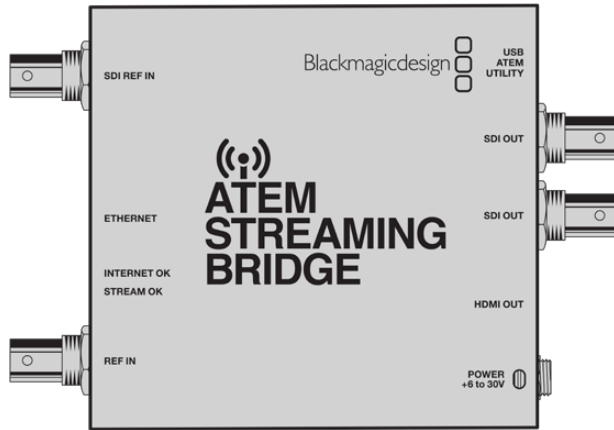 SDI REF IN
Blackmagicdesign
USB
ATEM
UTILITY
SDI OUT
ETHERNET
ATEM
STREAMING
BRIDGE
SDI OUT
INTERNET OK
STREAM OK
HDMI OUT
REF IN
POWER
+6 to 30V